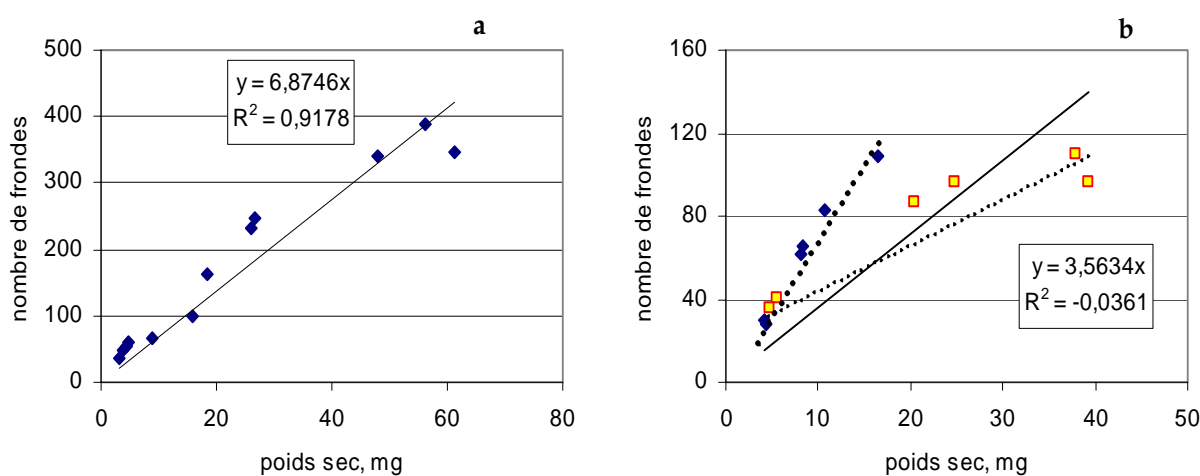 a
500
400
300
200
100
0
nombre de frondes
y = 6,8746x
R² = 0,9178
0 20 40 60 80
poids sec, mg
b
160
120
80
40
0
nombre de frondes
y = 3,5634x
R² = -0,0361
0 10 20 30 40 50
poids sec, mg